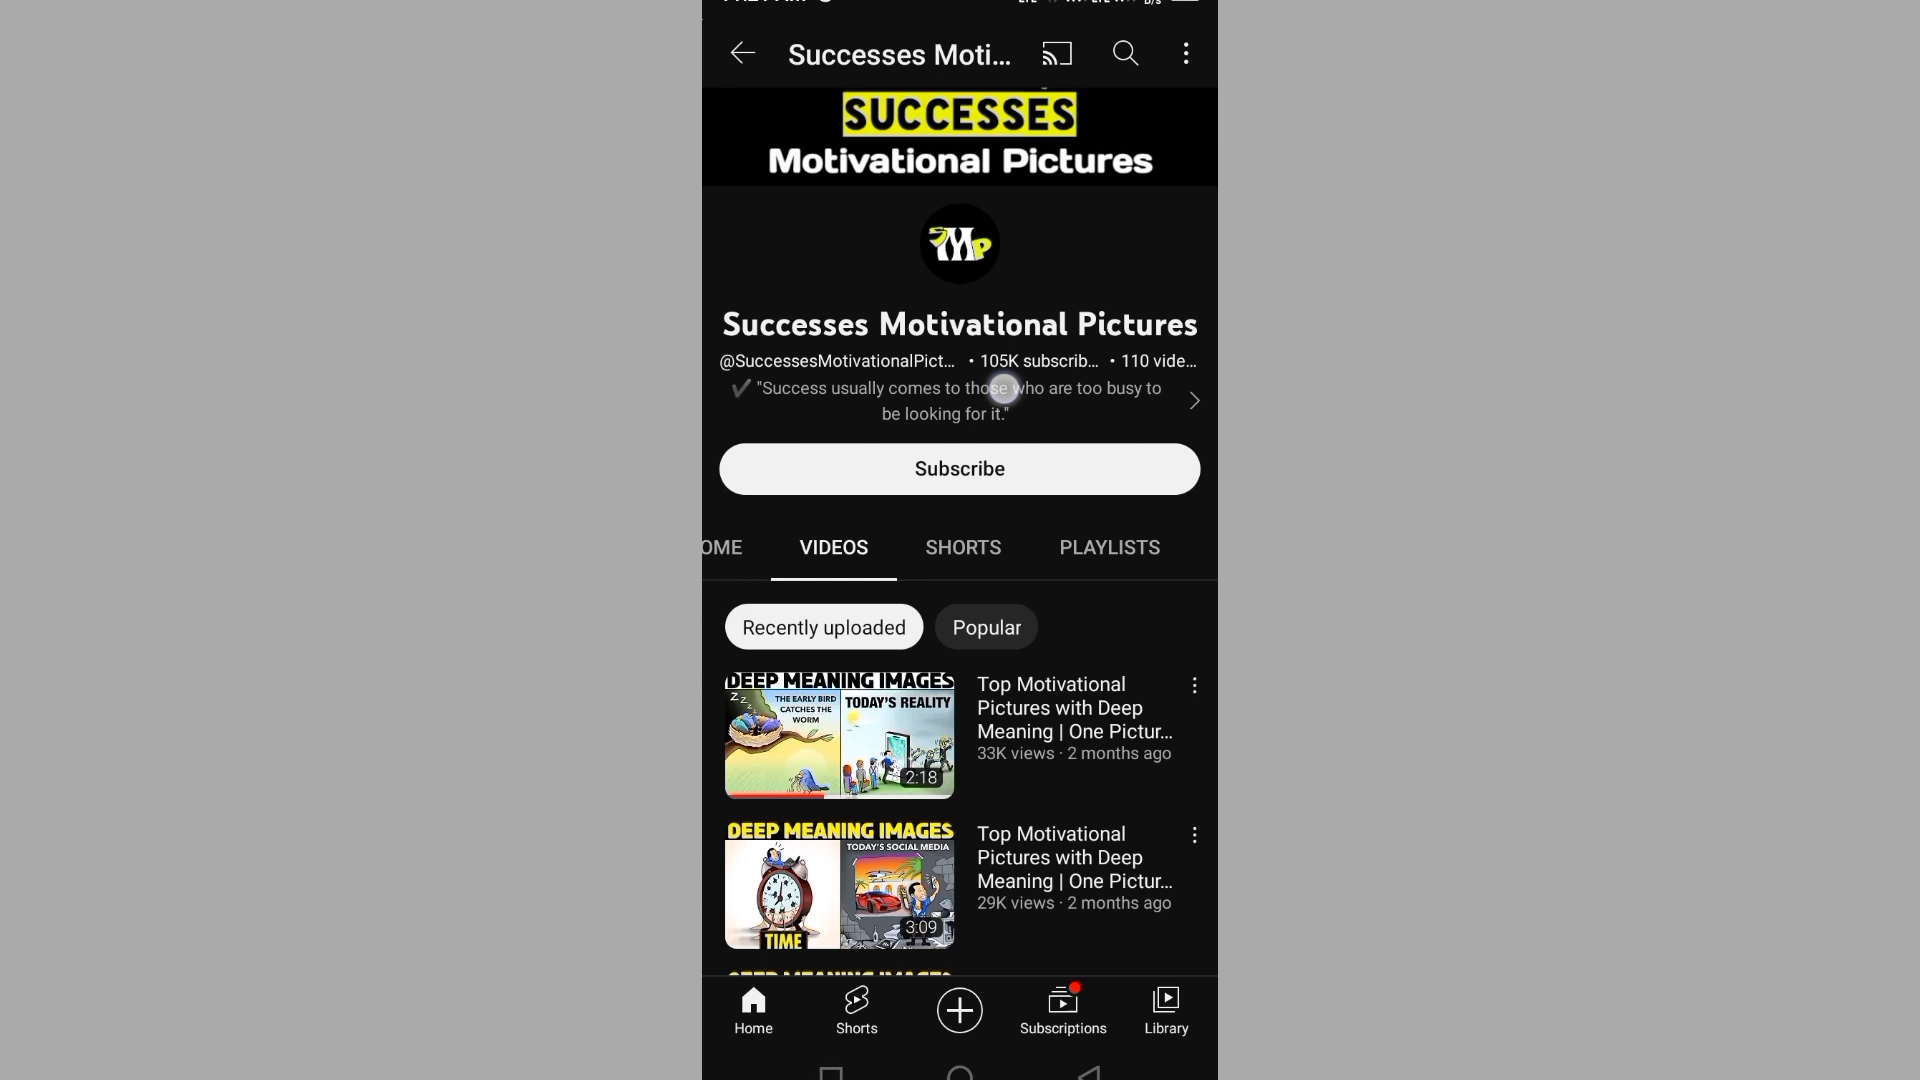 Successes Moti...
SUCCESSES
Motivational Pictures
SMP
Successes Motivational Pictures
@SuccessesMotivationalPict... • 105K subscrib... • 110 vide...
✔ "Success usually comes to those who are too busy to
be looking for it."
Subscribe
OME VIDEOS SHORTS PLAYLISTS
Recently uploaded Popular
DEEP MEANING IMAGES
Z Z Z
THE EARLY BIRD
CATCHES THE
WORM
TODAY'S REALITY
2:18
Top Motivational
Pictures with Deep
Meaning | One Pictur...
33K views · 2 months ago
DEEP MEANING IMAGES
TODAY'S SOCIAL MEDIA
TIME
3:09
Top Motivational
Pictures with Deep
Meaning | One Pictur...
29K views · 2 months ago
DEEP MEANING IMAGES
Home Shorts Subscriptions Library